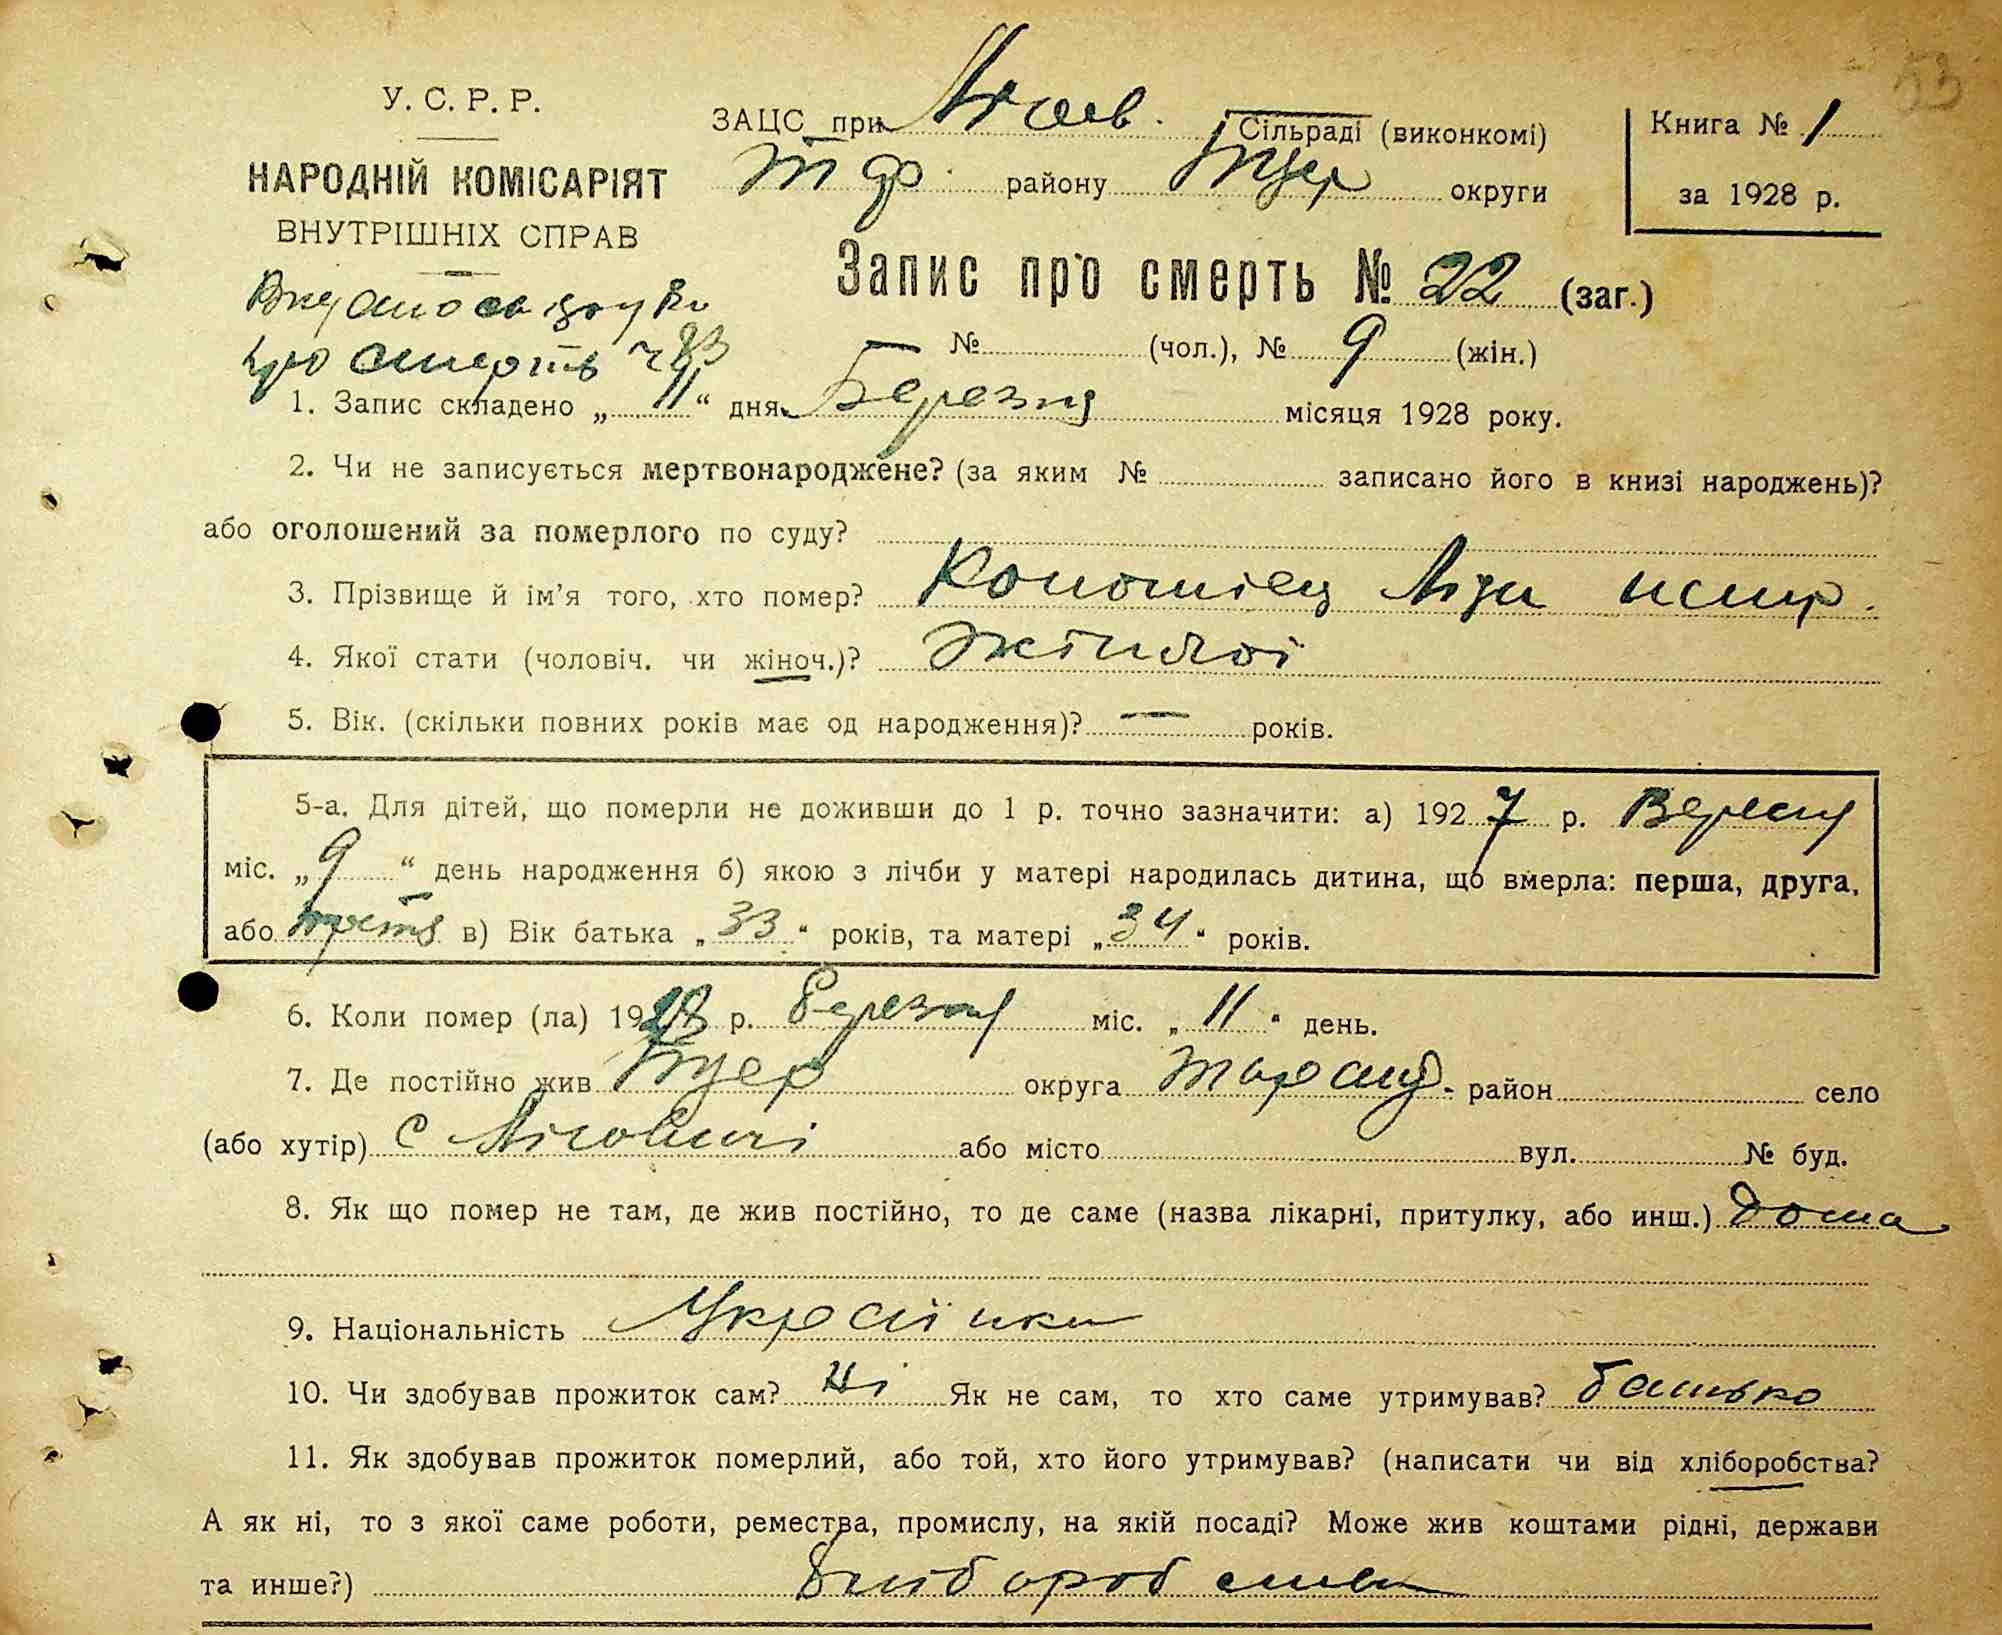 53
У. С. Р. Р.
НАРОДНІЙ КОМІСАРІЯТ
ВНУТРІШНІХ СПРАВ
ЗАЦС при Лісов. Сільраді (виконкомі)
району округи
Книга № 1
за 1928 р.
Запис про смерть № 22 (заг.)
про смерть
№ (чол.), № 9 (жін.)
1. Запис складено „ 11 “ дня Березня місяця 1928 року.
2. Чи не записується мертвонароджене? (за яким № записано його в книзі народжень)?
або оголошений за померлого по суду?
3. Прізвище й ім'я того, хто помер? Коломієц Ліза
4. Якої стати (чоловіч. чи жіноч.)? жіночої
5. Вік. (скільки повних років має од народження)? — років.
5-а. Для дітей, що померли не доживши до 1 р. точно зазначити: а) 1927 р. Вересня
міс. „ 9 “ день народження б) якою з лічби у матері народилась дитина, що вмерла: перша, друга,
або третя в) Вік батька „ 33 “ років, та матері „ 34 “ років.
6. Коли помер (ла) 1928 р. Березня міс. „ 11 “ день.
7. Де постійно жив округа Таращ. район село
(або хутір) с Лісовичі або місто вул. № буд.
8. Як що помер не там, де жив постійно, то де саме (назва лікарні, притулку, або инш.) дома
9. Національність Українка
10. Чи здобував прожиток сам? ні Як не сам, то хто саме утримував? батько
11. Як здобував прожиток померлий, або той, хто його утримував? (написати чи від хліборобства?
А як ні, то з якої саме роботи, ремества, промислу, на якій посаді? Може жив коштами рідні, держави
та инше?)